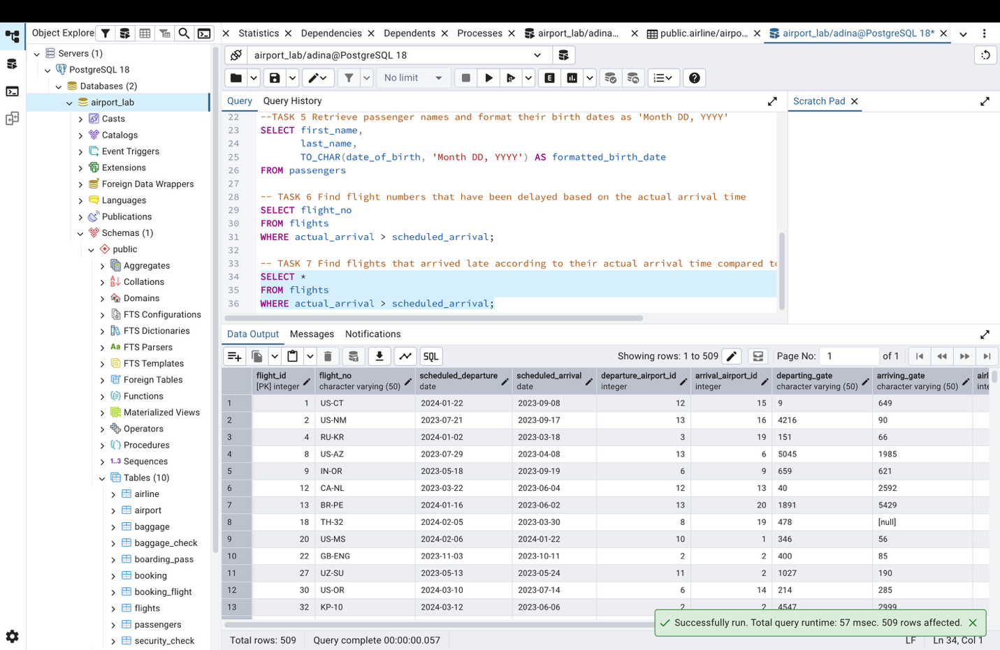 Object Explore
Statistics
Dependencies
Dependents
Processes
airport_lab/adina...
public.airline/airpo...
airport_lab/adina@PostgreSQL 18*
Servers (1)
PostgreSQL 18
Databases (2)
airport_lab
Casts
Catalogs
Event Triggers
Extensions
Foreign Data Wrappers
Languages
Publications
Schemas (1)
public
Aggregates
Collations
Domains
FTS Configurations
FTS Dictionaries
Aa FTS Parsers
FTS Templates
Foreign Tables
Functions
Materialized Views
Operators
Procedures
1..3 Sequences
Tables (10)
airline
airport
baggage
baggage_check
boarding_pass
booking
booking_flight
flights
passengers
security_check
airport_lab/adina@PostgreSQL 18
No limit
E
Query
Query History
Scratch Pad
22 --TASK 5 Retrieve passenger names and format their birth dates as 'Month DD, YYYY'
23 SELECT first_name,
24 last_name,
25 TO_CHAR(date_of_birth, 'Month DD, YYYY') AS formatted_birth_date
26 FROM passengers
27
28 -- TASK 6 Find flight numbers that have been delayed based on the actual arrival time
29 SELECT flight_no
30 FROM flights
31 WHERE actual_arrival > scheduled_arrival;
32
33 -- TASK 7 Find flights that arrived late according to their actual arrival time compared to
34 SELECT *
35 FROM flights
36 WHERE actual_arrival > scheduled_arrival;
Data Output
Messages
Notifications
SQL
Showing rows: 1 to 509
Page No: 1 of 1
flight_id [PK] integer
flight_no character varying (50)
scheduled_departure date
scheduled_arrival date
departure_airport_id integer
arrival_airport_id integer
departing_gate character varying (50)
arriving_gate character varying (50)
airl inte
1 1 US-CT 2024-01-22 2023-09-08 12 15 9 649
2 2 US-NM 2023-07-21 2023-09-17 13 16 4216 90
3 4 RU-KR 2024-01-02 2023-03-18 3 19 151 66
4 8 US-AZ 2023-07-29 2023-04-08 13 6 5045 1985
5 9 IN-OR 2023-05-18 2023-09-19 6 9 659 621
6 12 CA-NL 2023-03-22 2023-06-04 12 13 40 2592
7 13 BR-PE 2024-01-16 2023-06-02 13 20 1891 5429
8 18 TH-32 2024-02-05 2023-03-30 8 19 478 [null]
9 20 US-MS 2024-02-06 2024-01-22 10 1 346 56
10 22 GB-ENG 2023-11-03 2023-10-11 2 2 400 85
11 27 UZ-SU 2023-05-13 2023-05-24 11 2 1027 190
12 30 US-OR 2024-03-10 2023-07-14 6 14 214 285
13 32 KP-10 2024-03-12 2023-06-06 2 2 4547 2999
Successfully run. Total query runtime: 57 msec. 509 rows affected.
Total rows: 509
Query complete 00:00:00.057
LF
Ln 34, Col 1